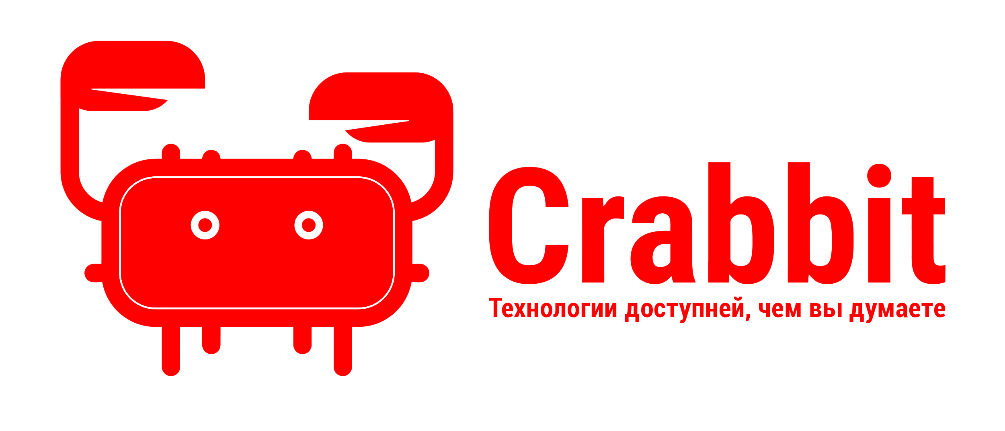 Crabbit
Технологии доступней, чем вы думаете